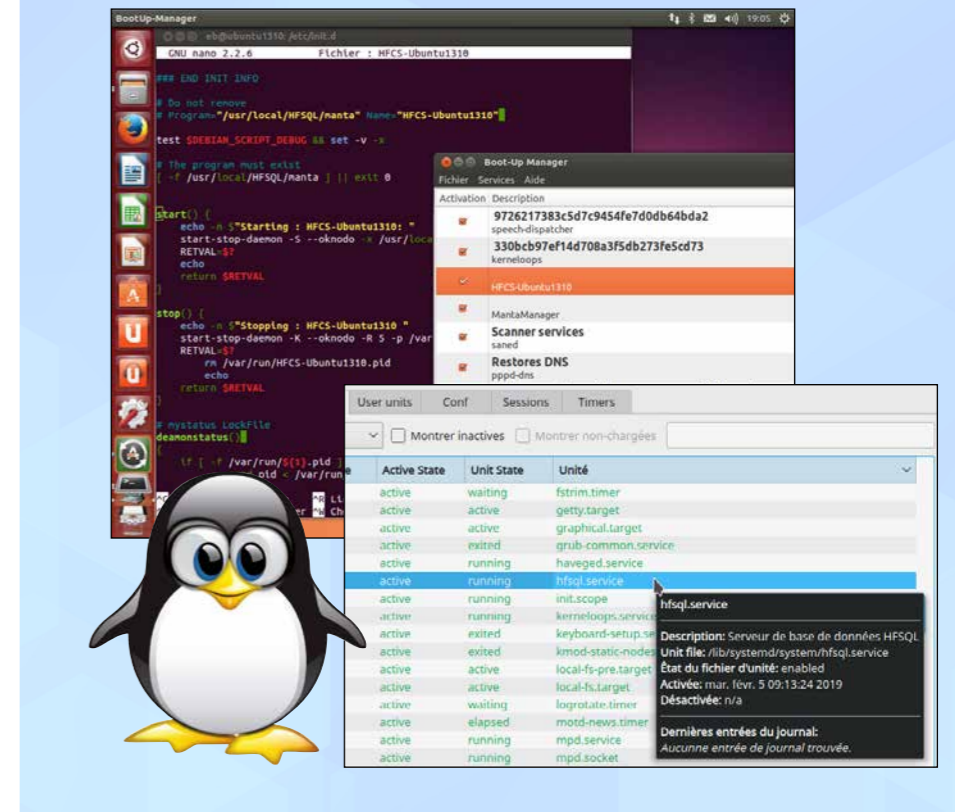 BootUp-Manager
19:05
eb@ubuntu1310: /etc/init.d
GNU nano 2.2.6 Fichier : HFCS-Ubuntu1310
### END INIT INFO
# Do not remove
# Program="/usr/local/HFSQL/manta" Name="HFCS-Ubuntu1310"
test $DEBIAN_SCRIPT_DEBUG && set -v -x
# The program must exist
[ -f /usr/local/HFSQL/manta ] || exit 0
start() {
echo -n $"Starting : HFCS-Ubuntu1310: "
start-stop-daemon -S --oknodo -x /usr/loca
RETVAL=$?
echo
return $RETVAL
}
stop() {
echo -n $"Stopping : HFCS-Ubuntu1310 "
start-stop-daemon -K --oknodo -R 5 -p /var
RETVAL=$?
rm /var/run/HFCS-Ubuntu1310.pid
echo
return $RETVAL
}
# mystatus LockFile
deamonstatus()
{
if [ -f /var/run/${1}.pid ]
pid < /var/run
Boot-Up Manager
Fichier Services Aide
Activation Description
9726217383c5d7c9454fe7d0db64bda2
speech-dispatcher
330bcb97ef14d708a3f5db273fe5cd73
kerneloops
HFCS-Ubuntu1310
MantaManager
Scanner services
saned
Restores DNS
pppd-dns
User units Conf Sessions Timers
Montrer inactives Montrer non-chargées
Active State Unit State Unité
active waiting fstrim.timer
active active getty.target
active active graphical.target
active exited grub-common.service
active running haveged.service
active running hfsql.service
active running init.scope
active running kerneloops.service
active exited keyboard-setup.se
active exited kmod-static-nodes
active active local-fs-pre.target
active active local-fs.target
active waiting logrotate.timer
active elapsed motd-news.timer
active running mpd.service
active running mpd.socket
hfsql.service
Description: Serveur de base de données HFSQL
Unit file: /lib/systemd/system/hfsql.service
État du fichier d'unité: enabled
Activée: mar. févr. 5 09:13:24 2019
Désactivée: n/a
Dernières entrées du journal:
Aucunne entrée de journal trouvée.